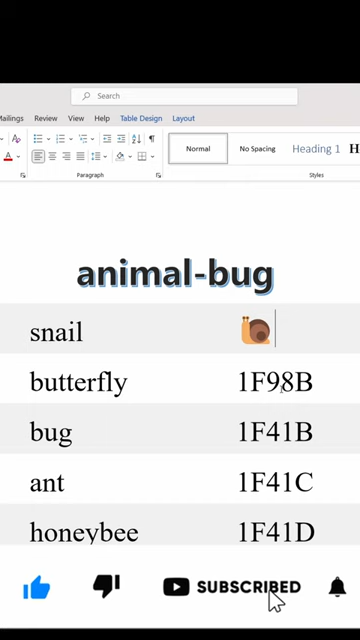 Search
Mailings Review View Help Table Design Layout
Normal No Spacing Heading 1
Paragraph Styles
animal-bug
snail
butterfly 1F98B
bug 1F41B
ant 1F41C
honeybee 1F41D
SUBSCRIBED